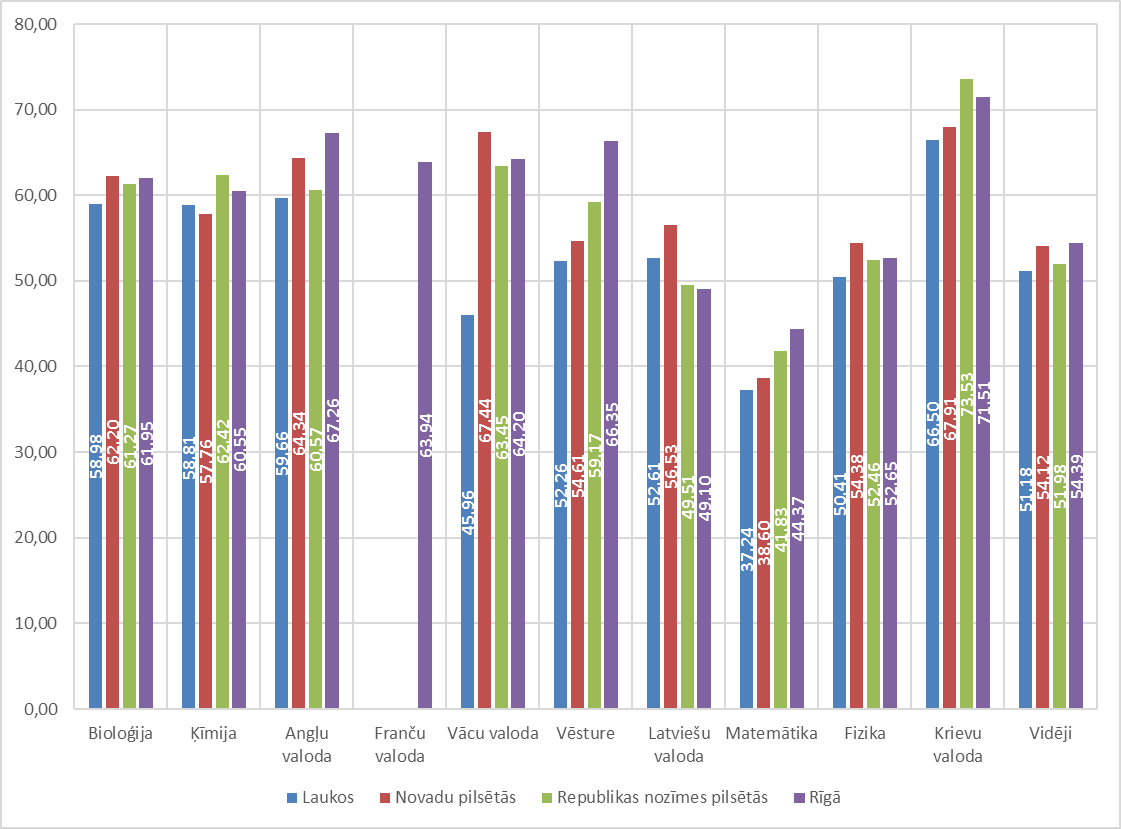 80,00
70,00
60,00
50,00
40,00
30,00
20,00
10,00
0,00
58.98
62.20
61.27
61.95
58.81
57.76
62.42
60.55
59.66
64.34
60.57
67.26
63.94
45.96
67.44
63.45
64.20
52.26
54.61
59.17
66.35
52.61
56.53
49.51
49.10
37.24
38.60
41.83
44.37
50.41
54.38
52.46
52.65
66.50
67.91
73.53
71.51
51.18
54.12
51.98
54.39
Bioloģija
Ķīmija
Angļu
valoda
Franču
valoda
Vācu valoda
Vēsture
Latviešu
valoda
Matemātika
Fizika
Krievu
valoda
Vidēji
Laukos
Novadu pilsētās
Republikas nozīmes pilsētās
Rīgā